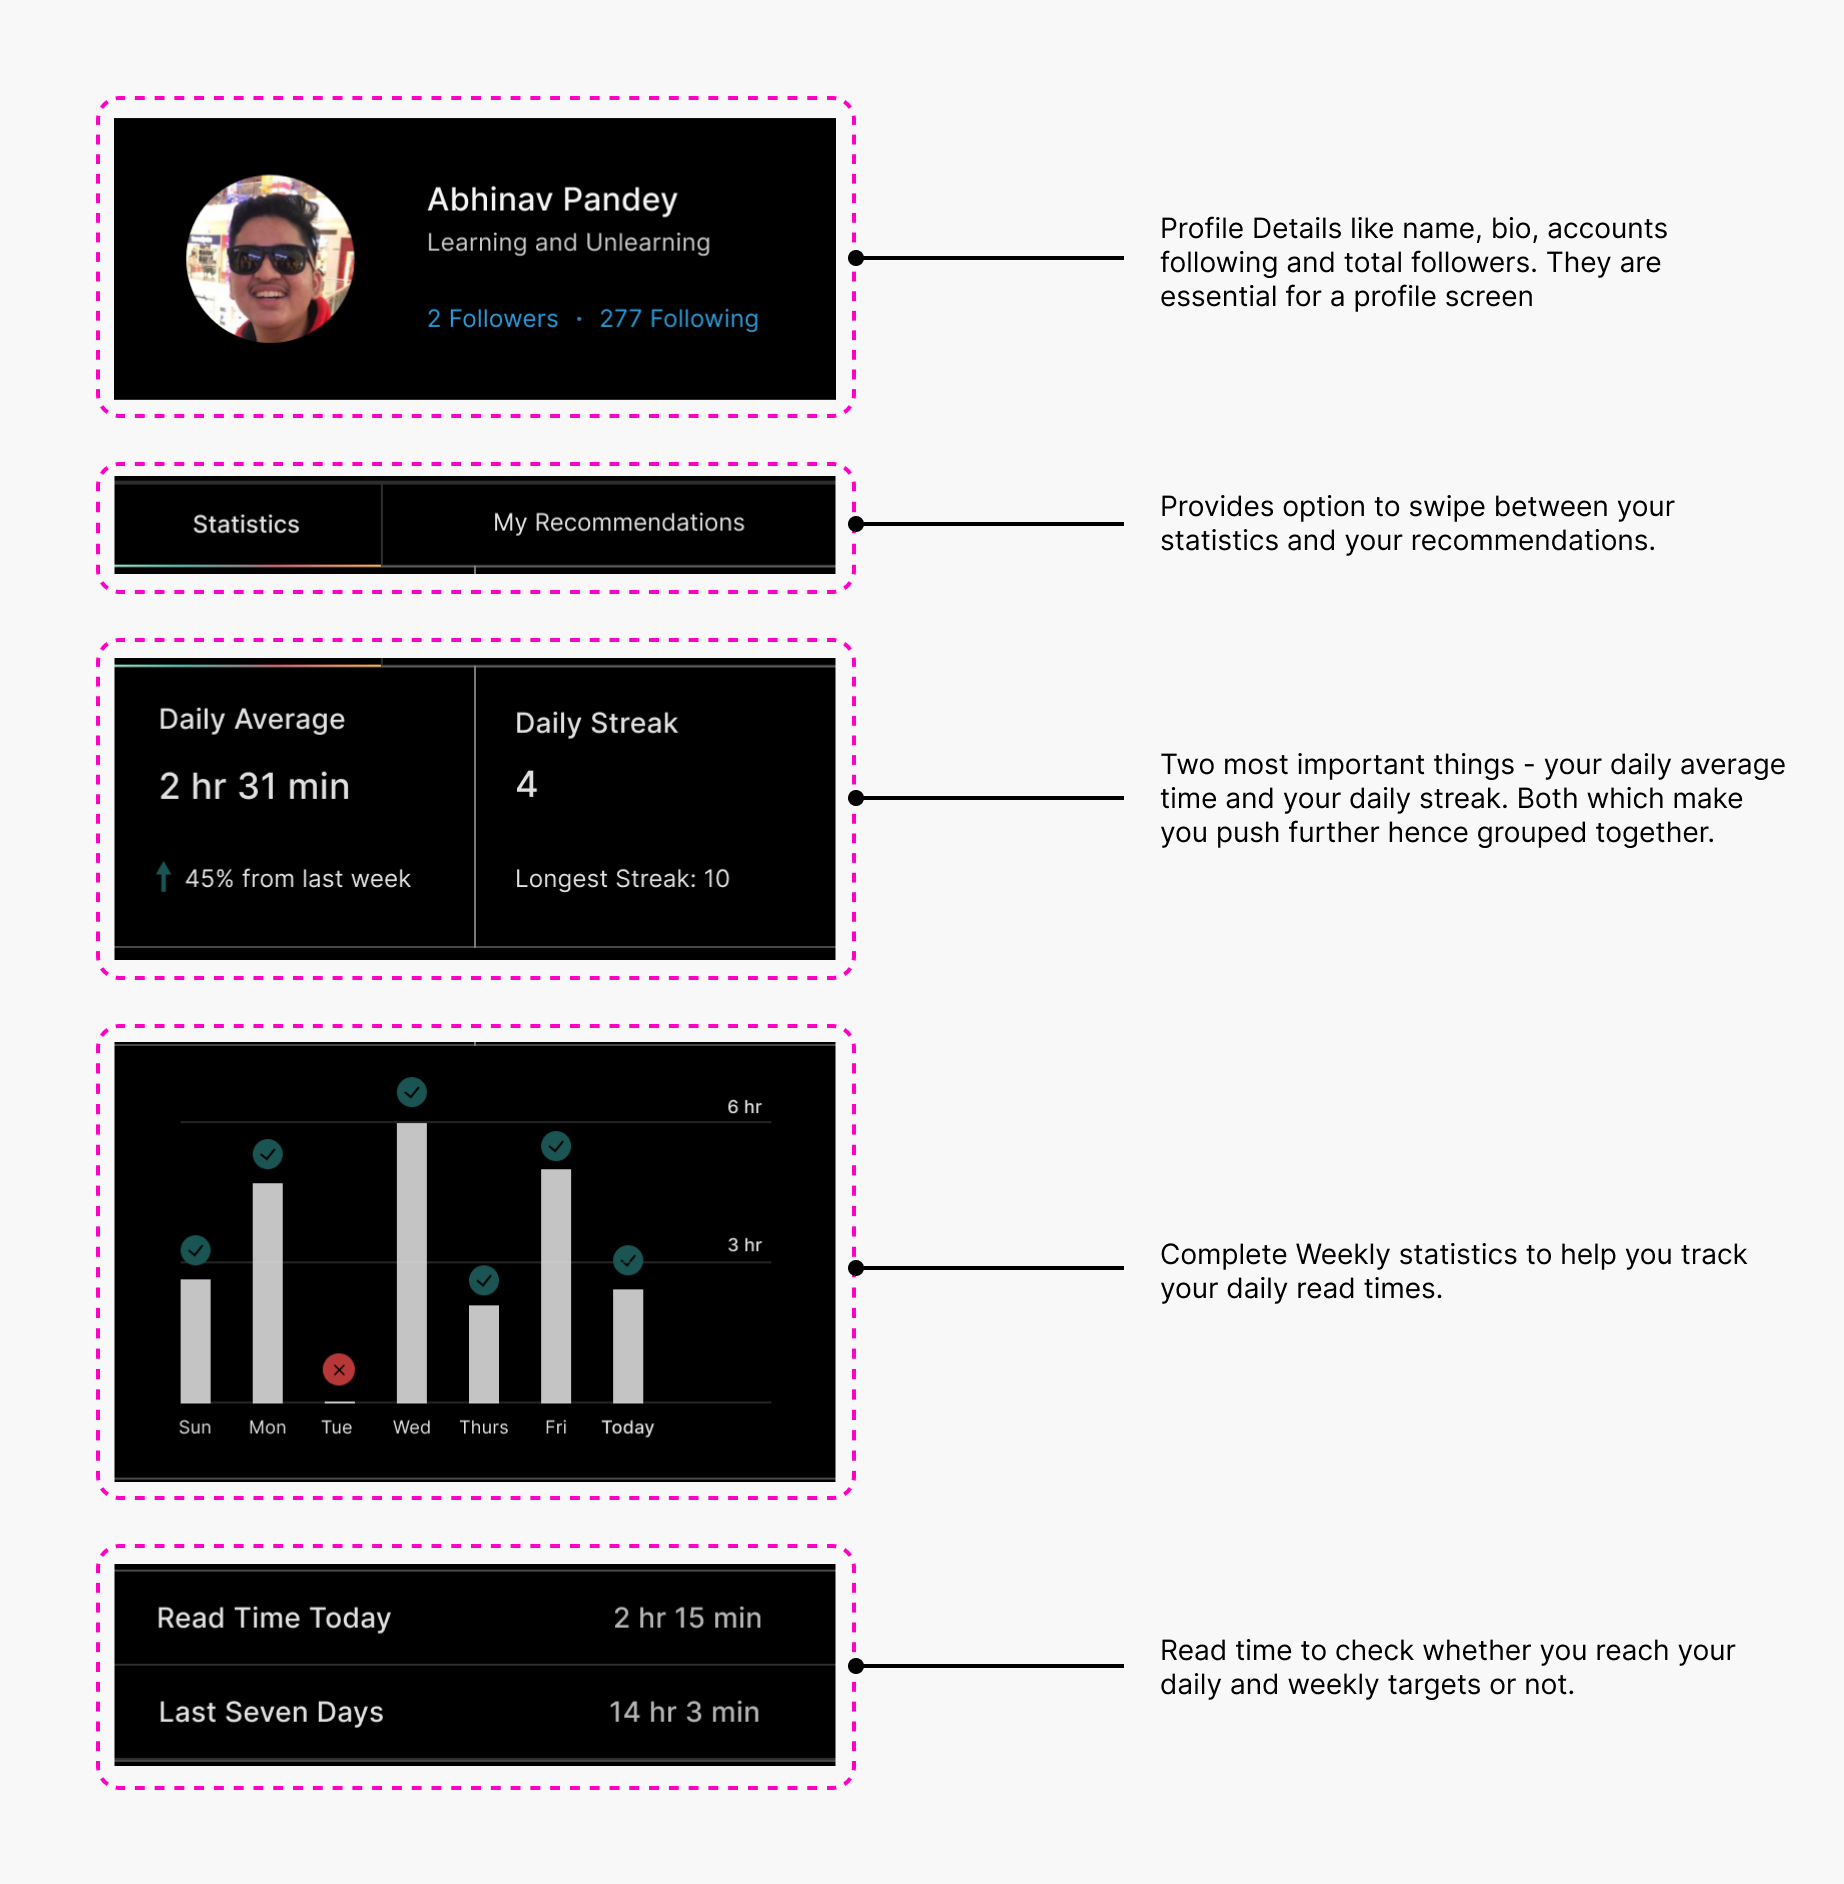 Abhinav Pandey
Learning and Unlearning
2 Followers · 277 Following
Profile Details like name, bio, accounts
following and total followers. They are
essential for a profile screen
Statistics
My Recommendations
Provides option to swipe between your
statistics and your recommendations.
Daily Average
2 hr 31 min
45% from last week
Daily Streak
4
Longest Streak: 10
Two most important things - your daily average
time and your daily streak. Both which make
you push further hence grouped together.
6 hr
3 hr
Sun Mon Tue Wed Thurs Fri Today
Complete Weekly statistics to help you track
your daily read times.
Read Time Today 2 hr 15 min
Last Seven Days 14 hr 3 min
Read time to check whether you reach your
daily and weekly targets or not.